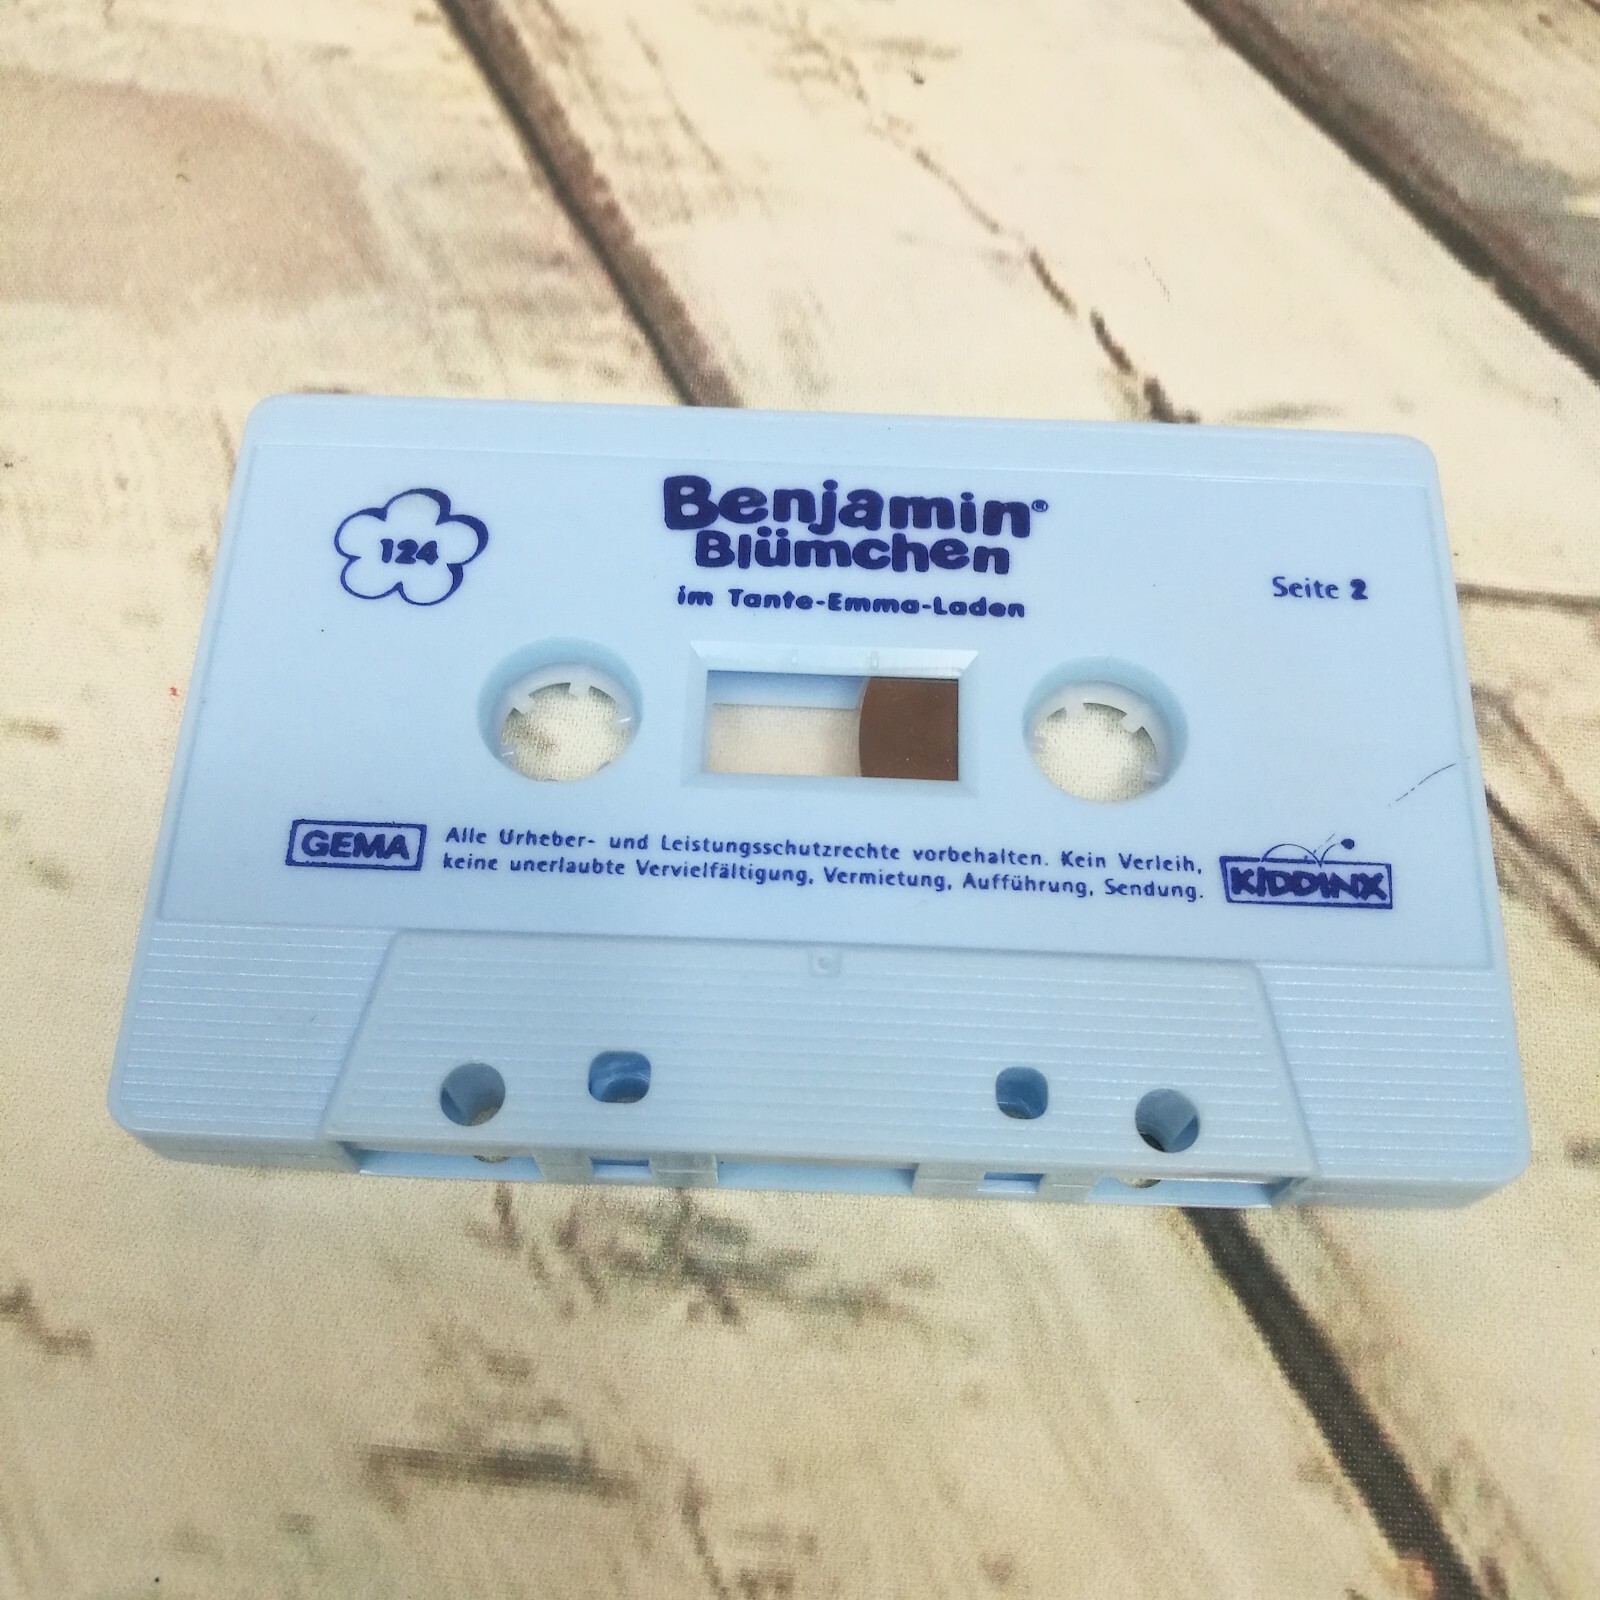 124
Benjamin®
Blümchen
im Tante-Emma-Laden
Seite 2
GEMA
Alle Urheber- und Leistungsschutzrechte vorbehalten. Kein Verleih,
keine unerlaubte Vervielfältigung, Vermietung, Aufführung, Sendung.
KIDDINX